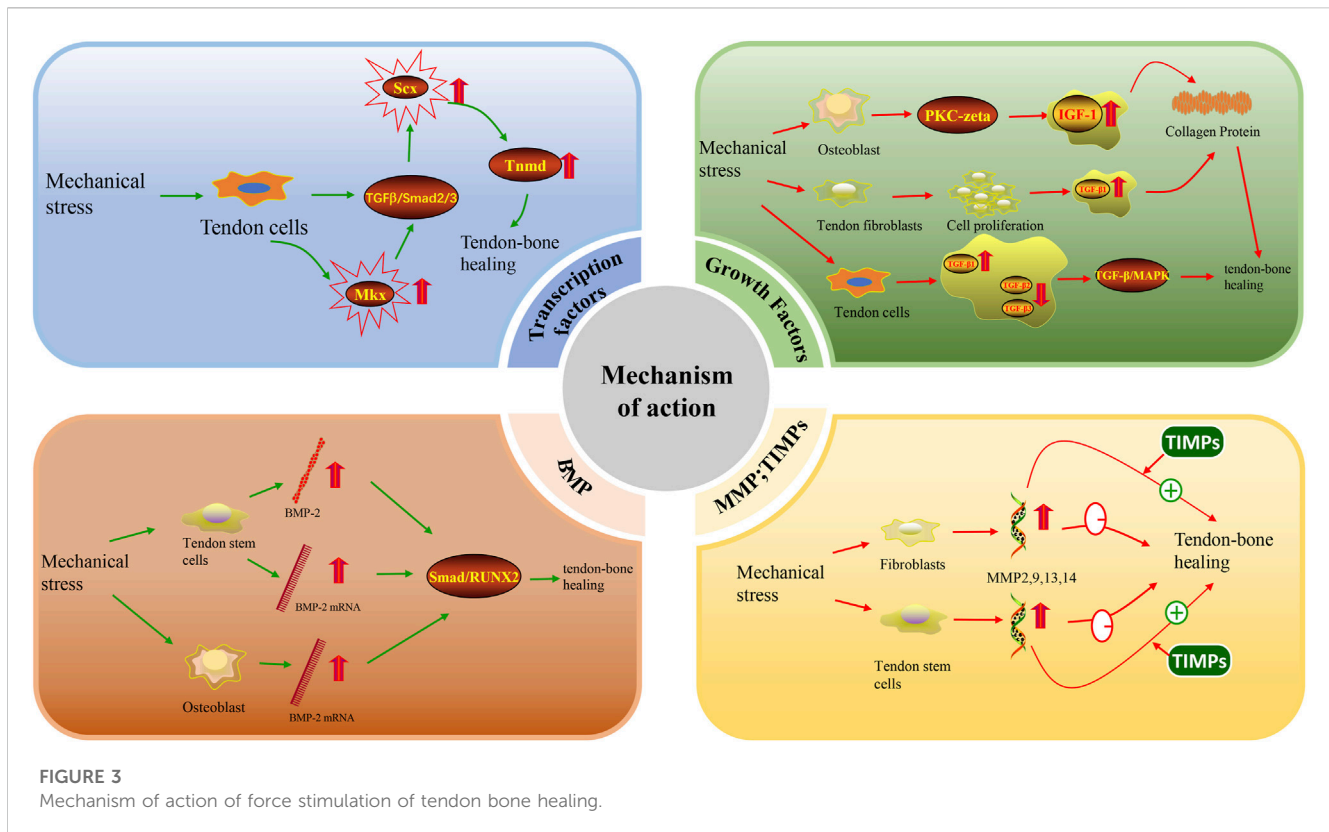 Scx
Tnmd
Mechanical
stress
Tendon cells
TGFβ/Smad2/3
Mkx
Tendon-bone
healing
Transcription
factors
Mechanical
stress
Osteoblast
PKC-zeta
IGF-1
Collagen Protein
Tendon fibroblasts
Cell proliferation
TGF-β1
Tendon cells
TGF-β1
TGF-β2
TGF-β3
TGF-β/MAPK
tendon-bone
healing
Growth Factors
Mechanism
of action
BMP
Mechanical
stress
Tendon stem
cells
BMP-2
BMP-2 mRNA
Osteoblast
BMP-2 mRNA
Smad/RUNX2
tendon-bone
healing
MMP;TIMPs
Mechanical
stress
Fibroblasts
MMP2,9,13,14
Tendon stem
cells
TIMPs
+
Tendon-bone
healing
+
TIMPs
FIGURE 3
Mechanism of action of force stimulation of tendon bone healing.